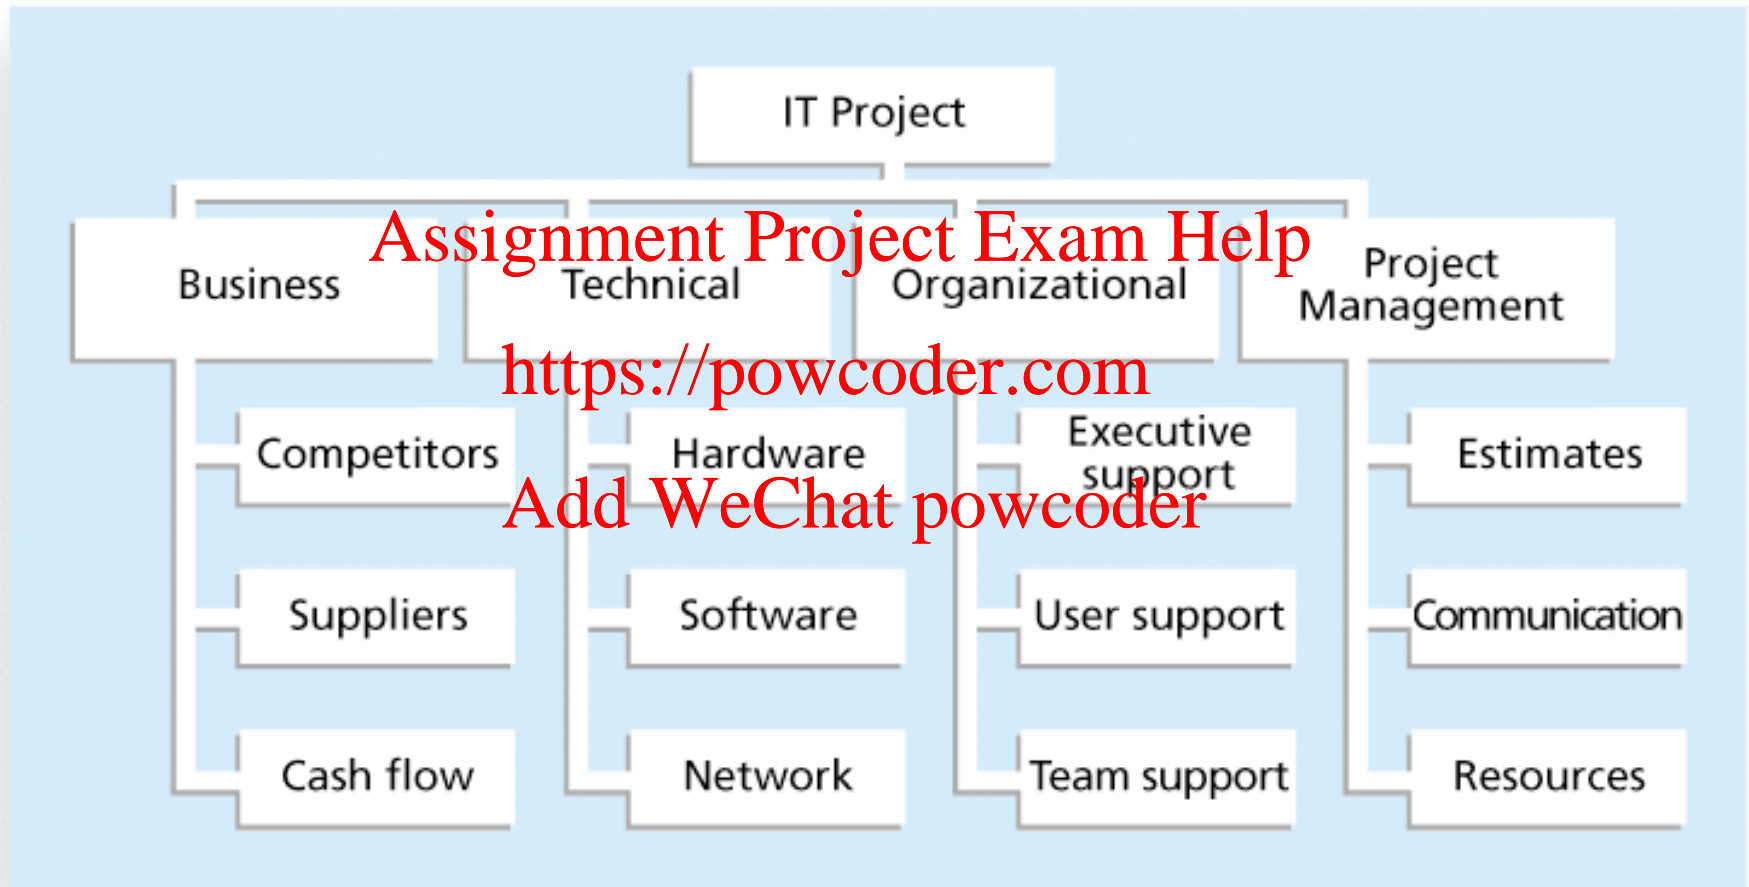 IT Project
Assignment Project Exam Help
Business
Technical
Organizational
Project
Management
https://powcoder.com
Competitors
Hardware
Executive
support
Estimates
Add WeChat powcoder
Suppliers
Software
User support
Communication
Cash flow
Network
Team support
Resources